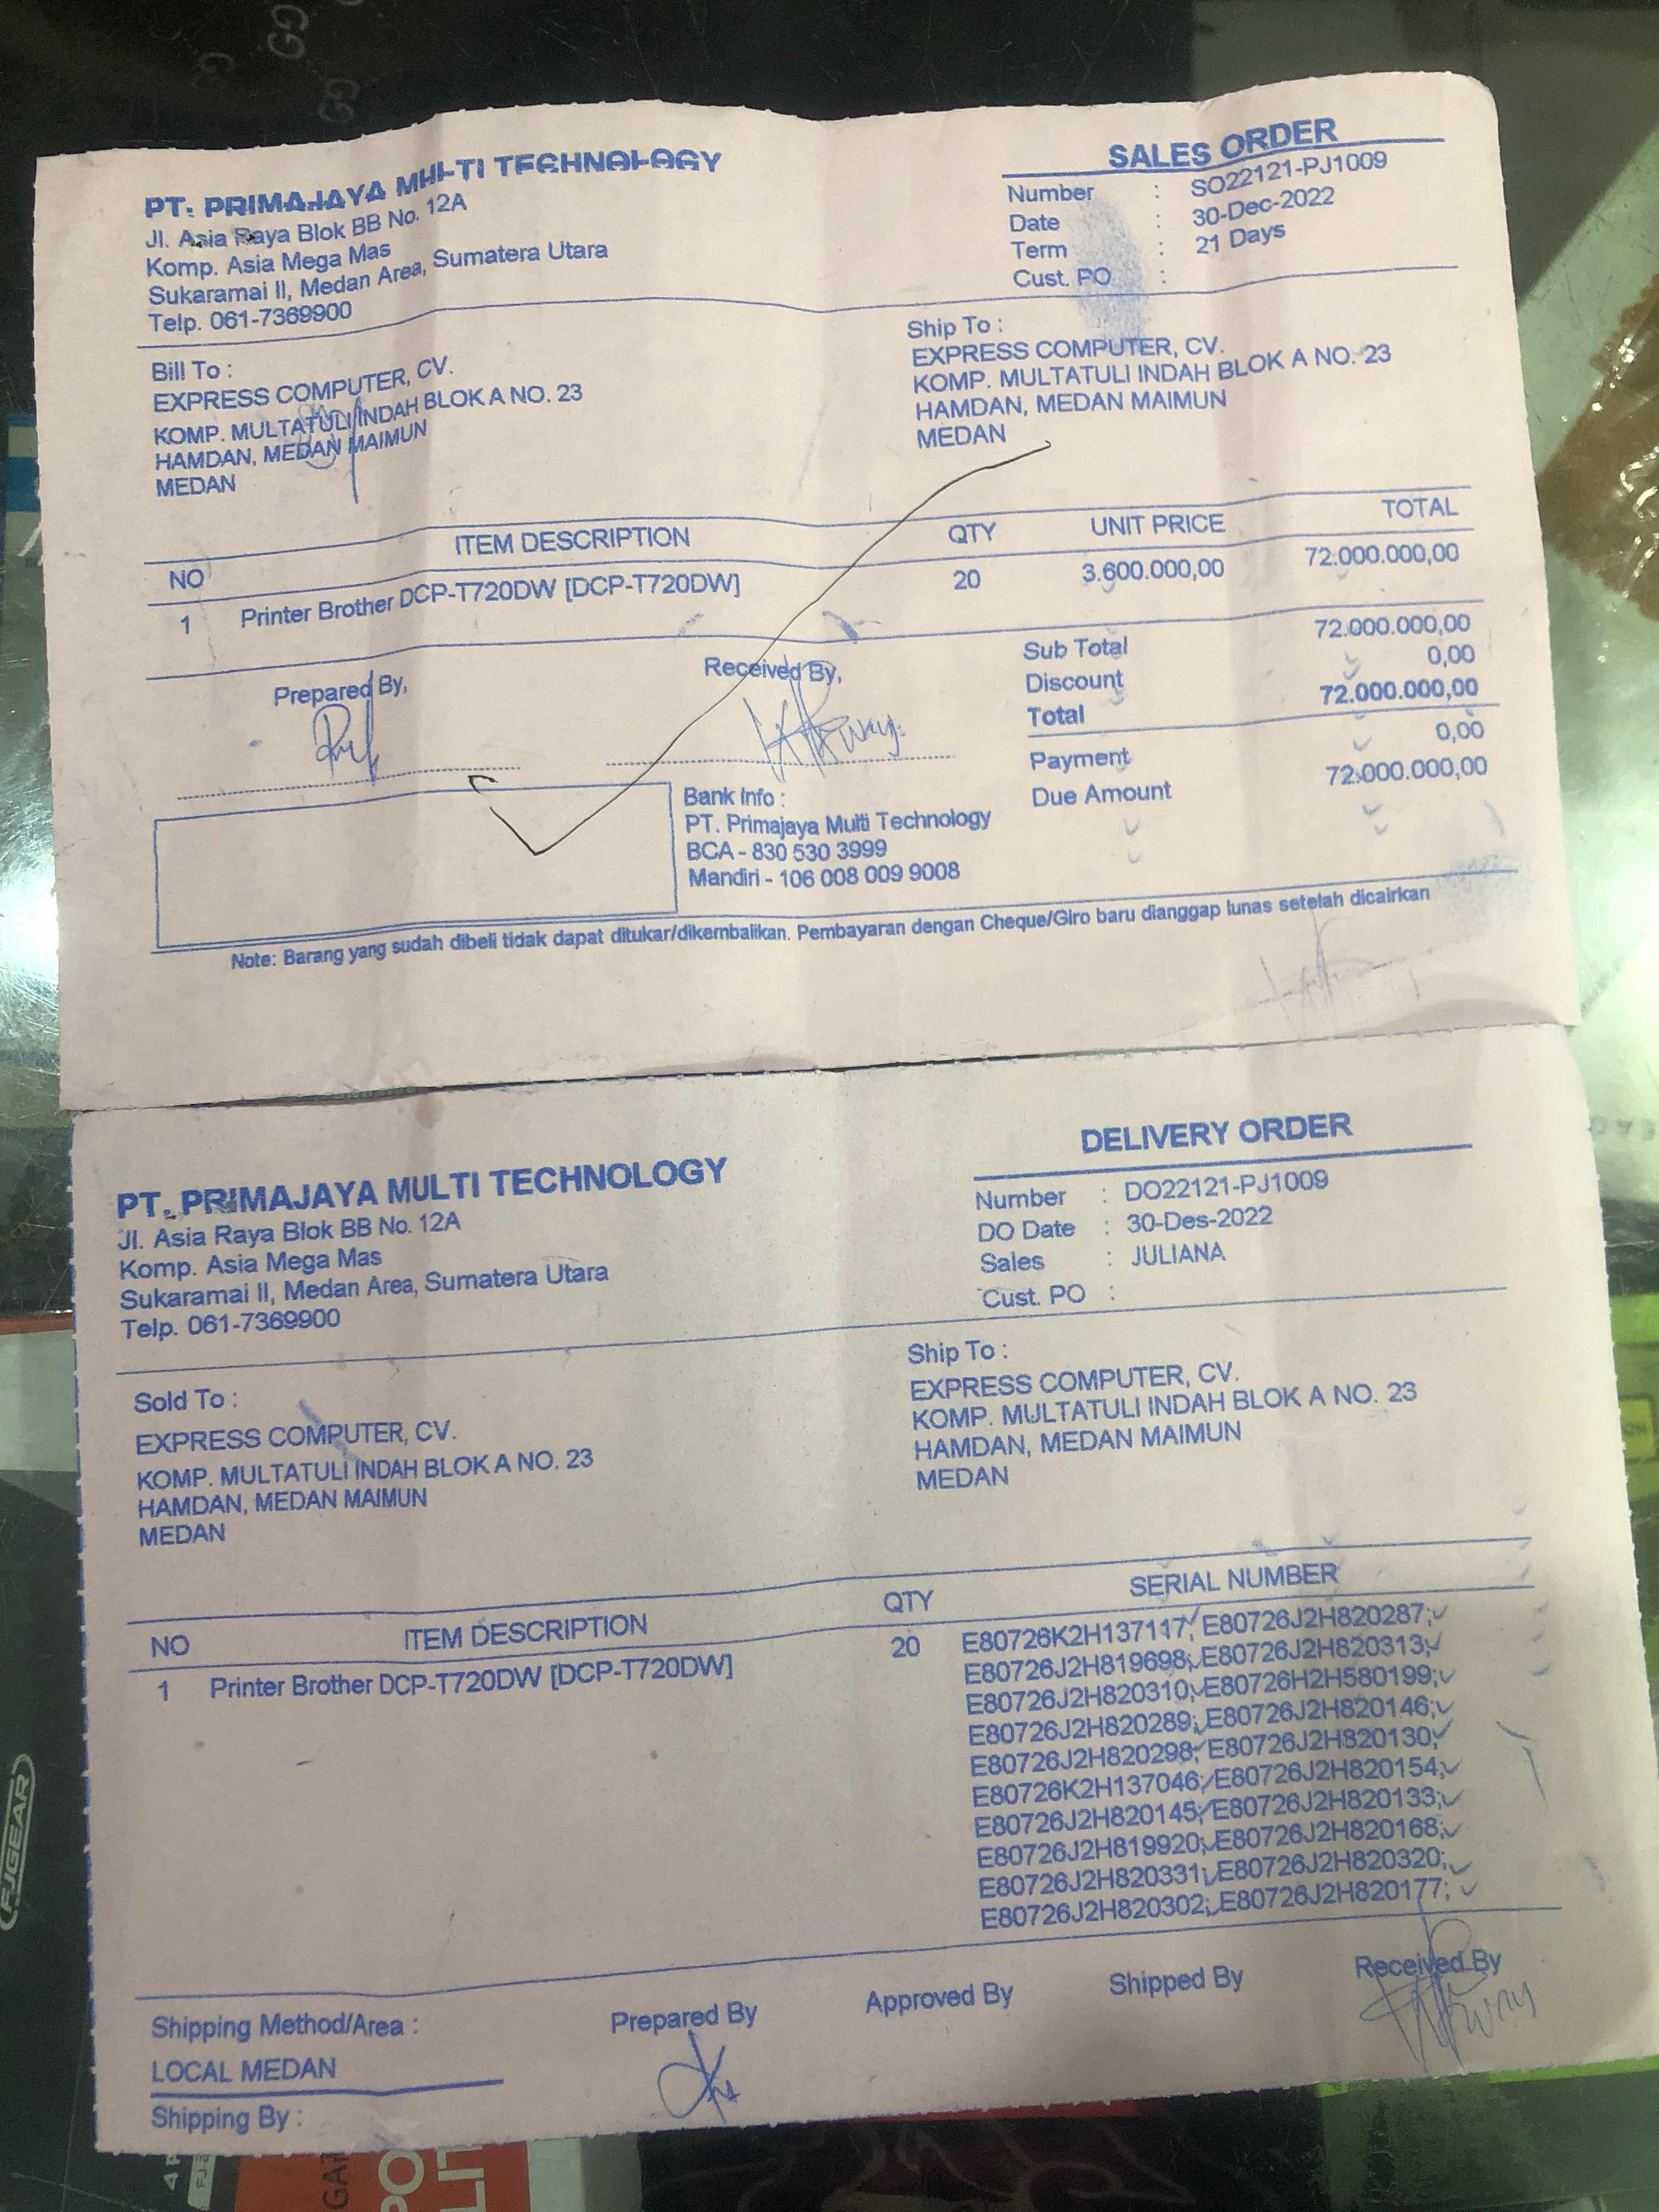 PT. PRIMAJAYA MULTI TECHNOLOGY
Jl. Asia Raya Blok BB No. 12A
Komp. Asia Mega Mas
Sukaramai II, Medan Area, Sumatera Utara
Telp. 061-7369900
SALES ORDER
Number : SO22121-PJ1009
Date : 30-Dec-2022
Term : 21 Days
Cust. PO :
Bill To :
EXPRESS COMPUTER, CV.
KOMP. MULTATULI INDAH BLOK A NO. 23
HAMDAN, MEDAN MAIMUN
MEDAN
Ship To :
EXPRESS COMPUTER, CV.
KOMP. MULTATULI INDAH BLOK A NO. 23
HAMDAN, MEDAN MAIMUN
MEDAN
NO ITEM DESCRIPTION QTY UNIT PRICE TOTAL
1 Printer Brother DCP-T720DW [DCP-T720DW] 20 3.600.000,00 72.000.000,00
Sub Total 72.000.000,00
Discount 0,00
Total 72.000.000,00
Payment 0,00
Due Amount 72.000.000,00
Prepared By,
Received By,
Bank Info :
PT. Primajaya Multi Technology
BCA - 830 530 3999
Mandiri - 106 008 009 9008
Note: Barang yang sudah dibeli tidak dapat ditukar/dikembalikan. Pembayaran dengan Cheque/Giro baru dianggap lunas setelah dicairkan
PT. PRIMAJAYA MULTI TECHNOLOGY
Jl. Asia Raya Blok BB No. 12A
Komp. Asia Mega Mas
Sukaramai II, Medan Area, Sumatera Utara
Telp. 061-7369900
DELIVERY ORDER
Number : DO22121-PJ1009
DO Date : 30-Des-2022
Sales : JULIANA
Cust. PO :
Sold To :
EXPRESS COMPUTER, CV.
KOMP. MULTATULI INDAH BLOK A NO. 23
HAMDAN, MEDAN MAIMUN
MEDAN
Ship To :
EXPRESS COMPUTER, CV.
KOMP. MULTATULI INDAH BLOK A NO. 23
HAMDAN, MEDAN MAIMUN
MEDAN
NO ITEM DESCRIPTION QTY SERIAL NUMBER
1 Printer Brother DCP-T720DW [DCP-T720DW] 20 E80726K2H137117; E80726J2H820287;
E80726J2H819698; E80726J2H820313;
E80726J2H820310; E80726H2H580199;
E80726J2H820289; E80726J2H820146;
E80726J2H820298; E80726J2H820130;
E80726K2H137046; E80726J2H820154;
E80726J2H820145; E80726J2H820133;
E80726J2H819920; E80726J2H820168;
E80726J2H820331; E80726J2H820320;
E80726J2H820302; E80726J2H820177;
Shipping Method/Area :
LOCAL MEDAN
Shipping By :
Prepared By
Approved By
Shipped By
Received By
FJGEAR